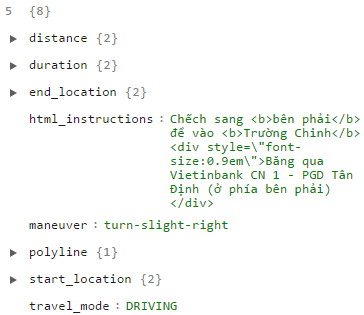 5 {8}
distance {2}
duration {2}
end_location {2}
html_instructions : Chếch sang <b>bên phải</b>
để vào <b>Trường Chinh</b>
<div style=\"font-
size:0.9em\">Băng qua
Vietinbank CN 1 - PGD Tân
Định (ở phía bên phải)
</div>
maneuver : turn-slight-right
polyline {1}
start_location {2}
travel_mode : DRIVING